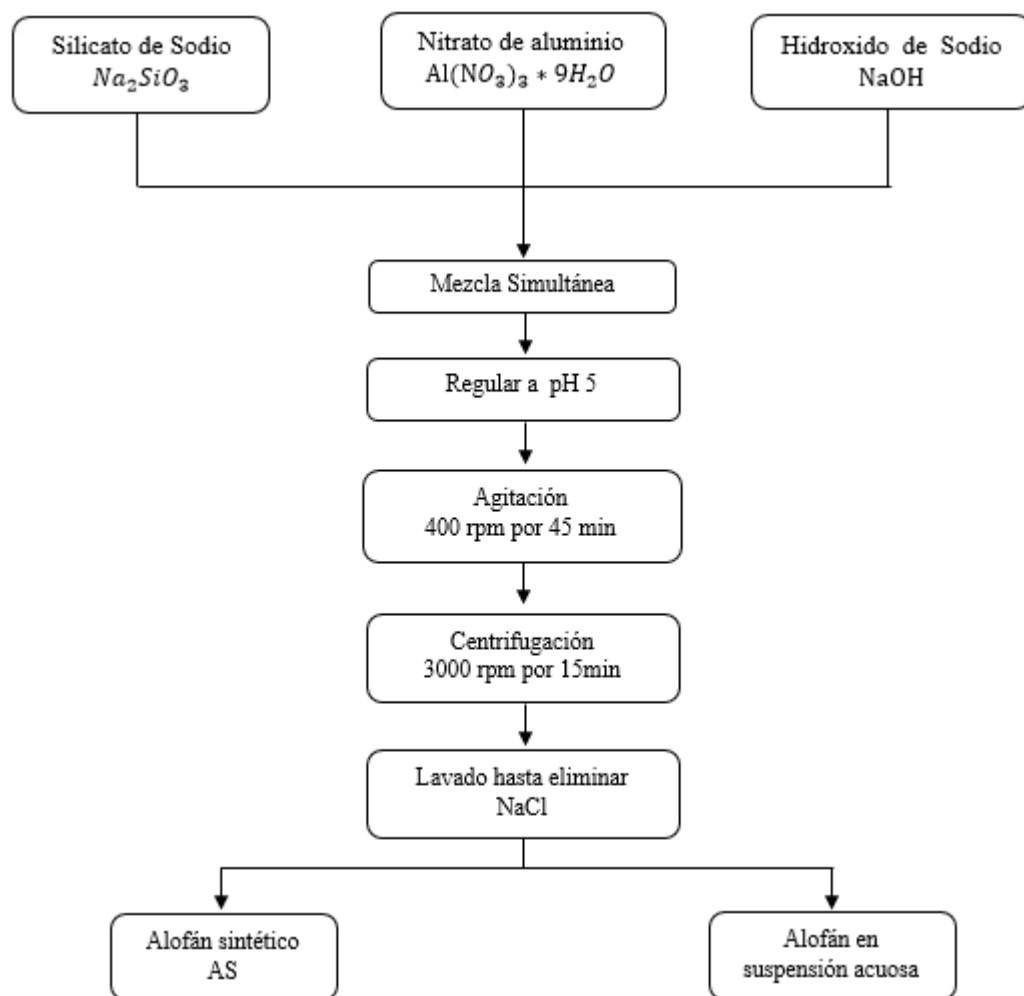 Silicato de Sodio
Na₂SiO₃
Nitrato de aluminio
Al(NO₃)₃ * 9H₂O
Hidroxido de Sodio
NaOH
Mezcla Simultánea
Regular a pH 5
Agitación
400 rpm por 45 min
Centrifugación
3000 rpm por 15min
Lavado hasta eliminar
NaCl
Alofán sintético
AS
Alofán en
suspensión acuosa